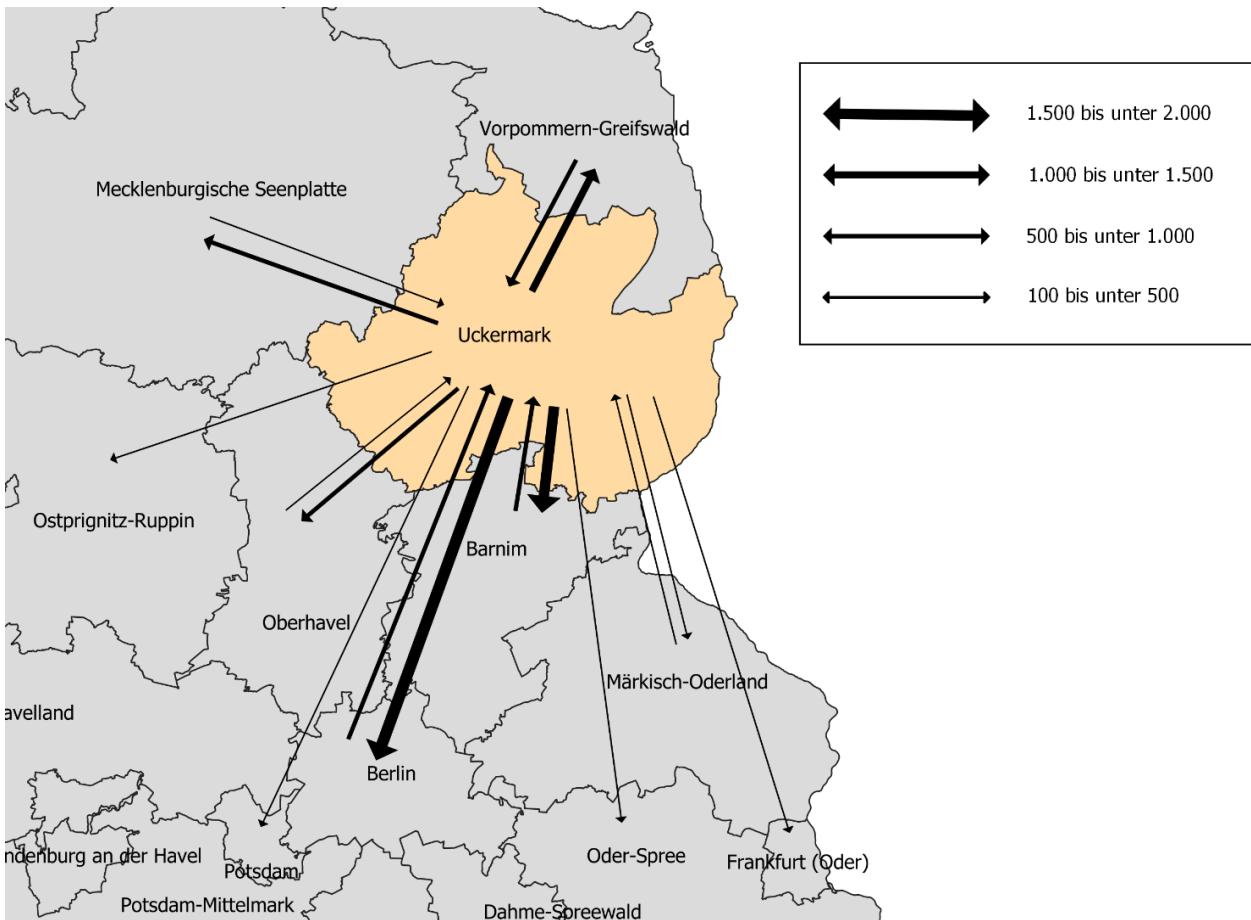 Vorpommern-Greifswald
Mecklenburgische Seenplatte
Uckermark
Ostprignitz-Ruppin
Barnim
Oberhavel
Märkisch-Oderland
avelland
Berlin
ndenburg an der Havel
Potsdam
Oder-Spree
Frankfurt (Oder)
Potsdam-Mittelmark
Dahme-Spreewald
1.500 bis unter 2.000
1.000 bis unter 1.500
500 bis unter 1.000
100 bis unter 500